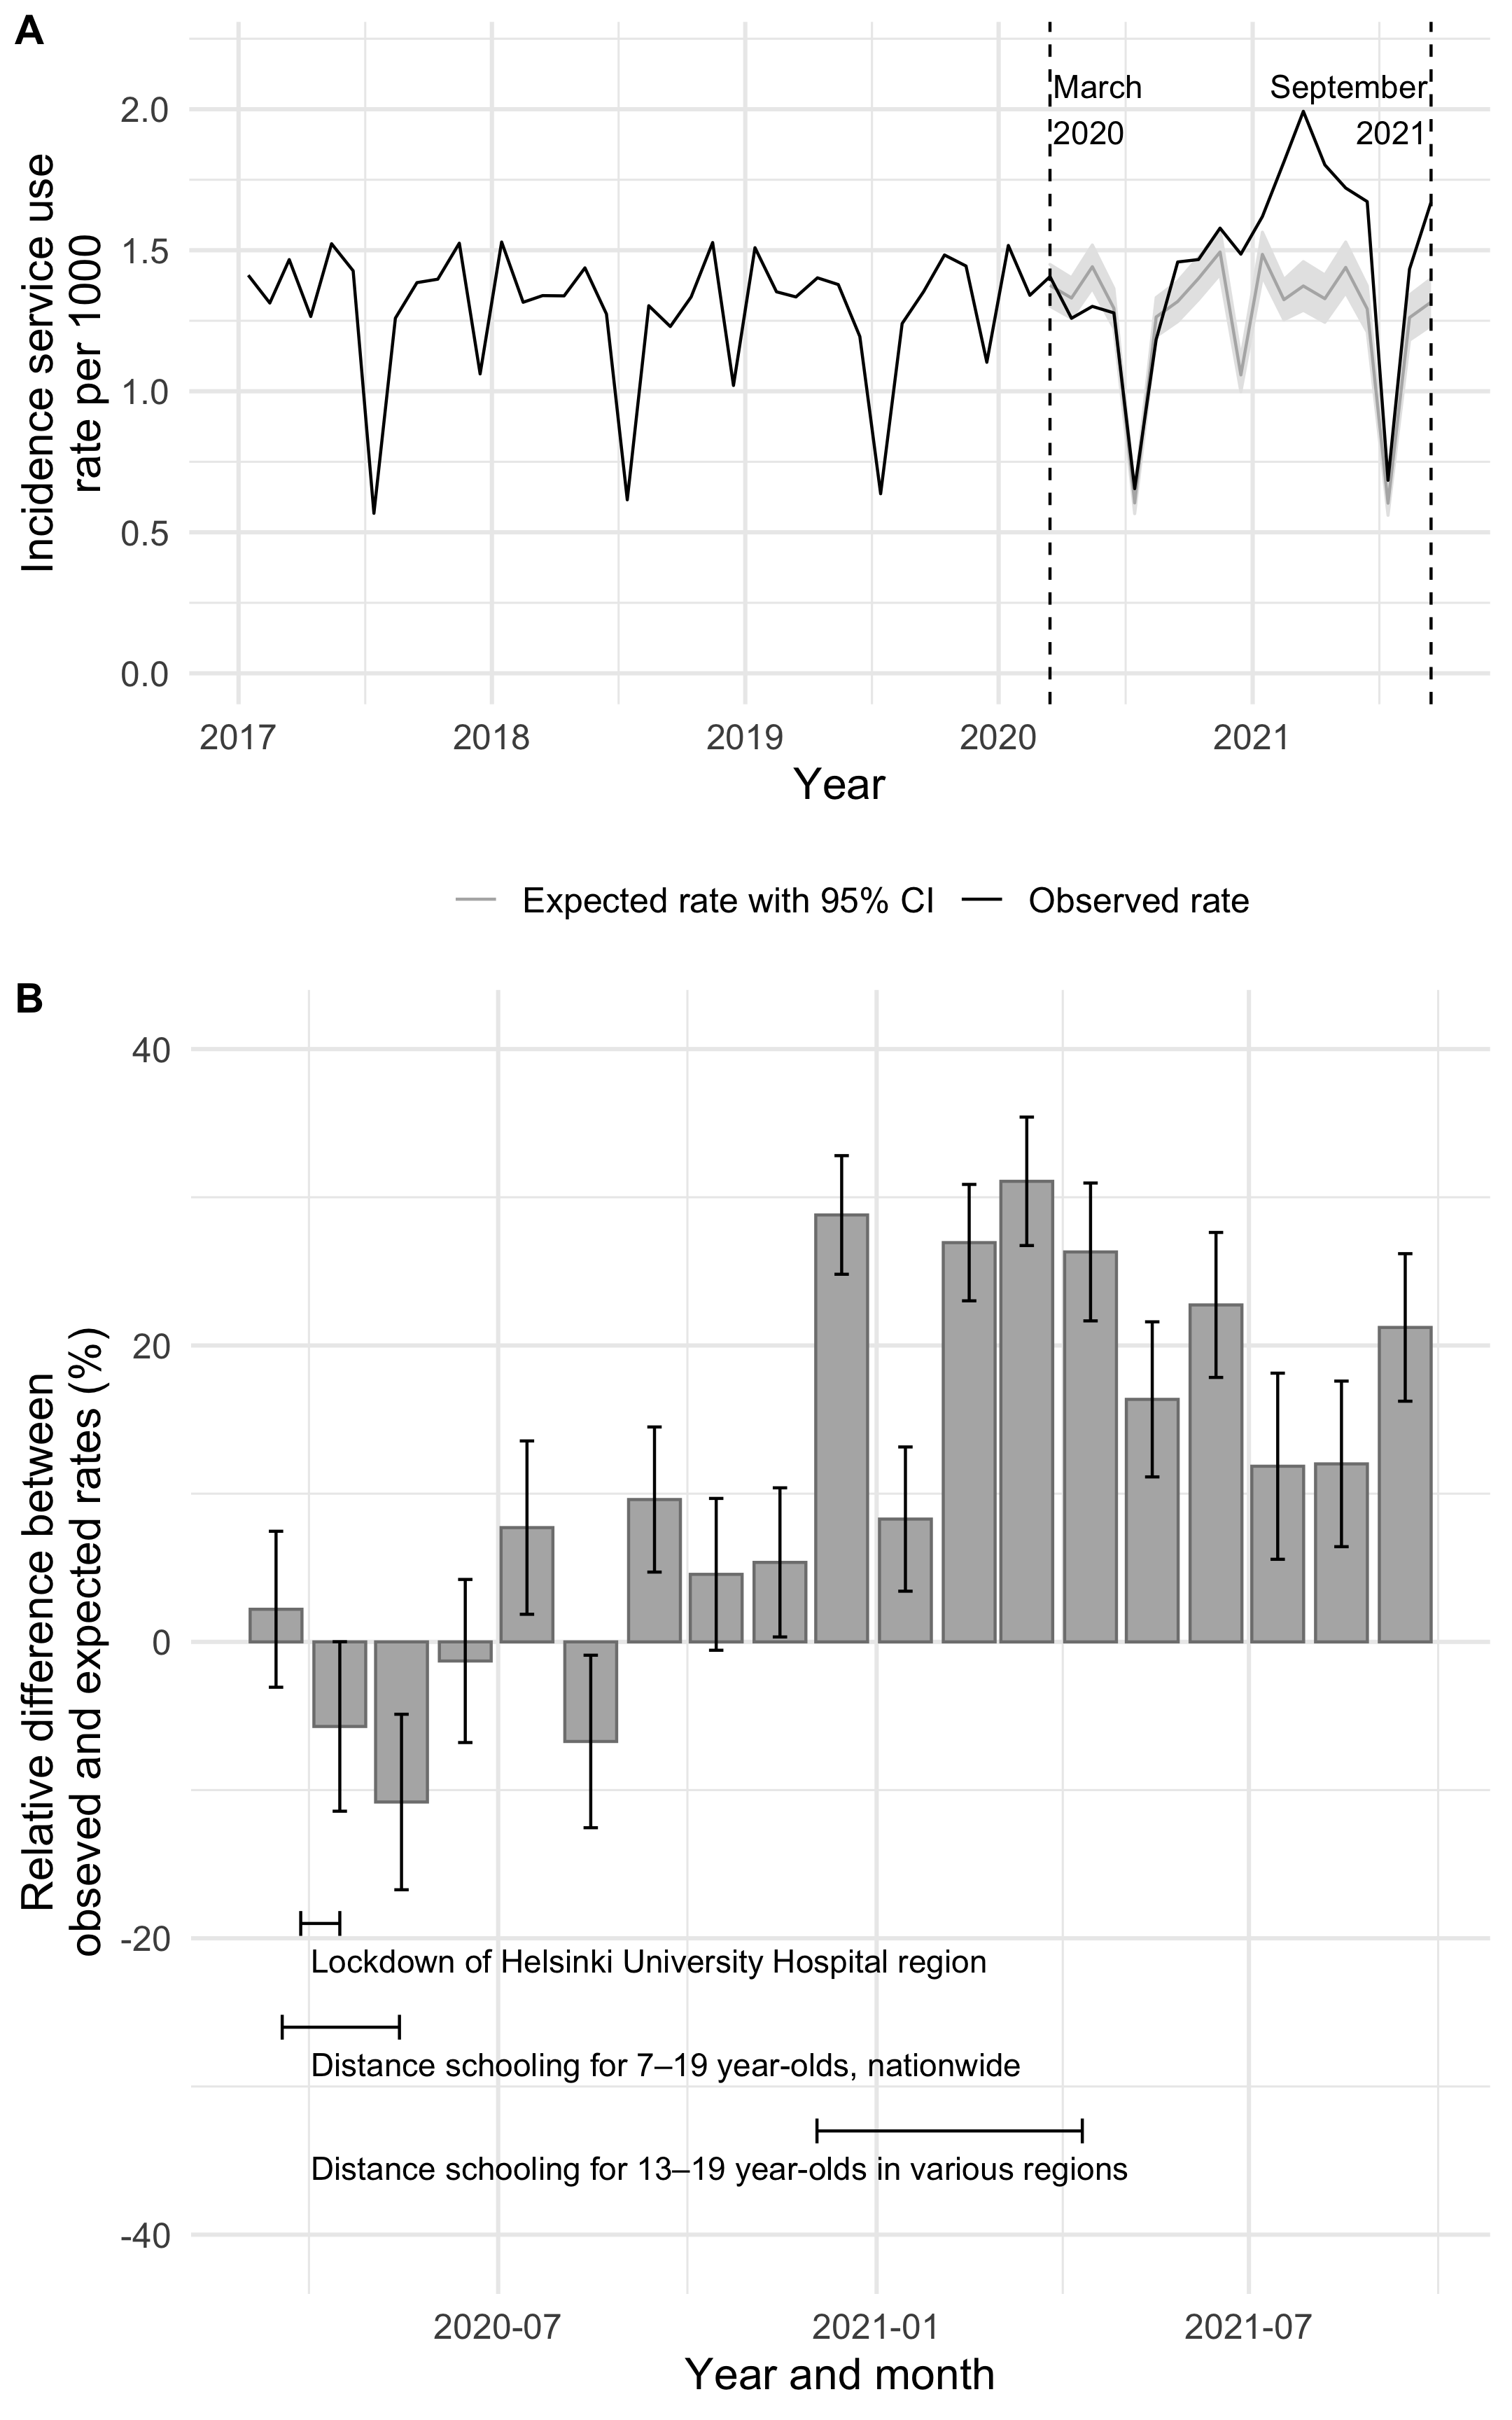 A
Incidence service use
rate per 1000
2.0
1.5
1.0
0.5
0.0
March
2020
September
2021
2017 2018 2019 2020 2021
Year
Expected rate with 95% CI Observed rate
B
Relative difference between
obseved and expected rates (%)
40
20
0
-20
-40
Lockdown of Helsinki University Hospital region
Distance schooling for 7–19 year-olds, nationwide
Distance schooling for 13–19 year-olds in various regions
2020-07 2021-01 2021-07
Year and month